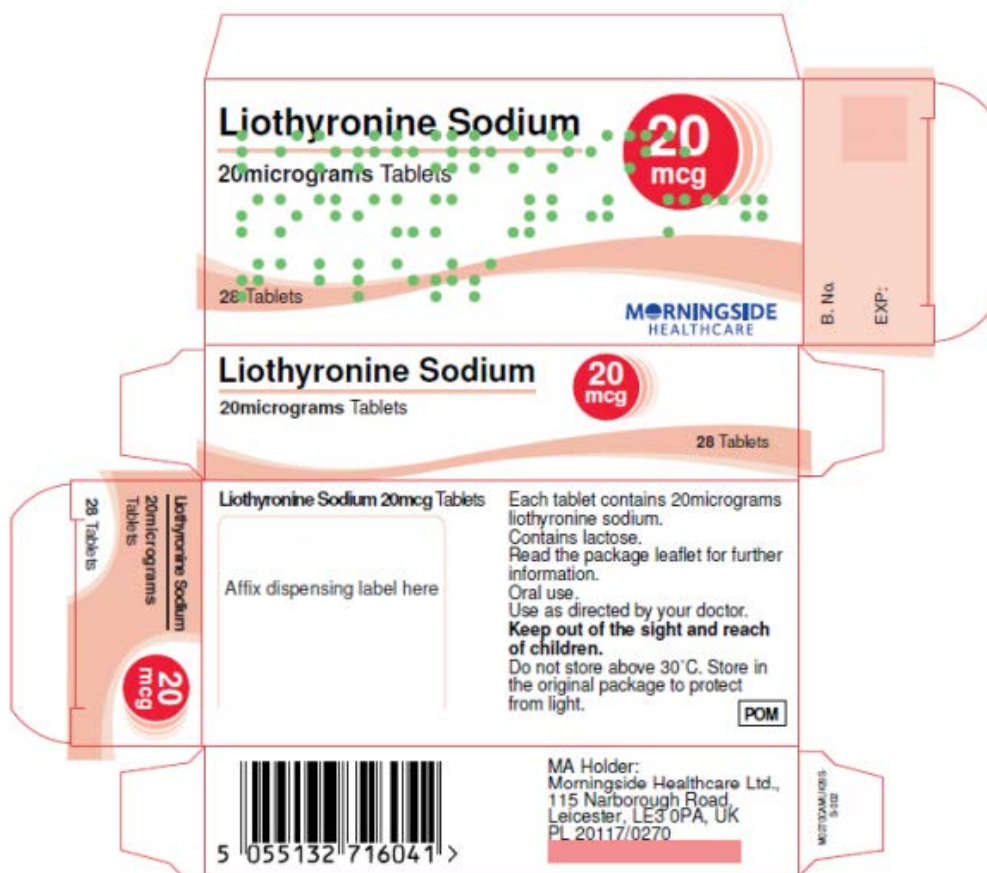 Liothyronine Sodium
20micrograms Tablets
20
mcg
28 Tablets
MORNINGSIDE
HEALTHCARE
B. No.
EXP:
Liothyronine Sodium
20micrograms Tablets
20
mcg
28 Tablets
Liothyronine Sodium
20micrograms
Tablets
28 Tablets
20
mcg
Liothyronine Sodium 20mcg Tablets
Affix dispensing label here
Each tablet contains 20micrograms
liothyronine sodium.
Contains lactose.
Read the package leaflet for further
information.
Oral use.
Use as directed by your doctor.
Keep out of the sight and reach
of children.
Do not store above 30°C. Store in
the original package to protect
from light.
POM
5 055132 716041 >
MA Holder:
Morningside Healthcare Ltd.,
115 Narborough Road,
Leicester, LE3 0PA, UK
PL 20117/0270